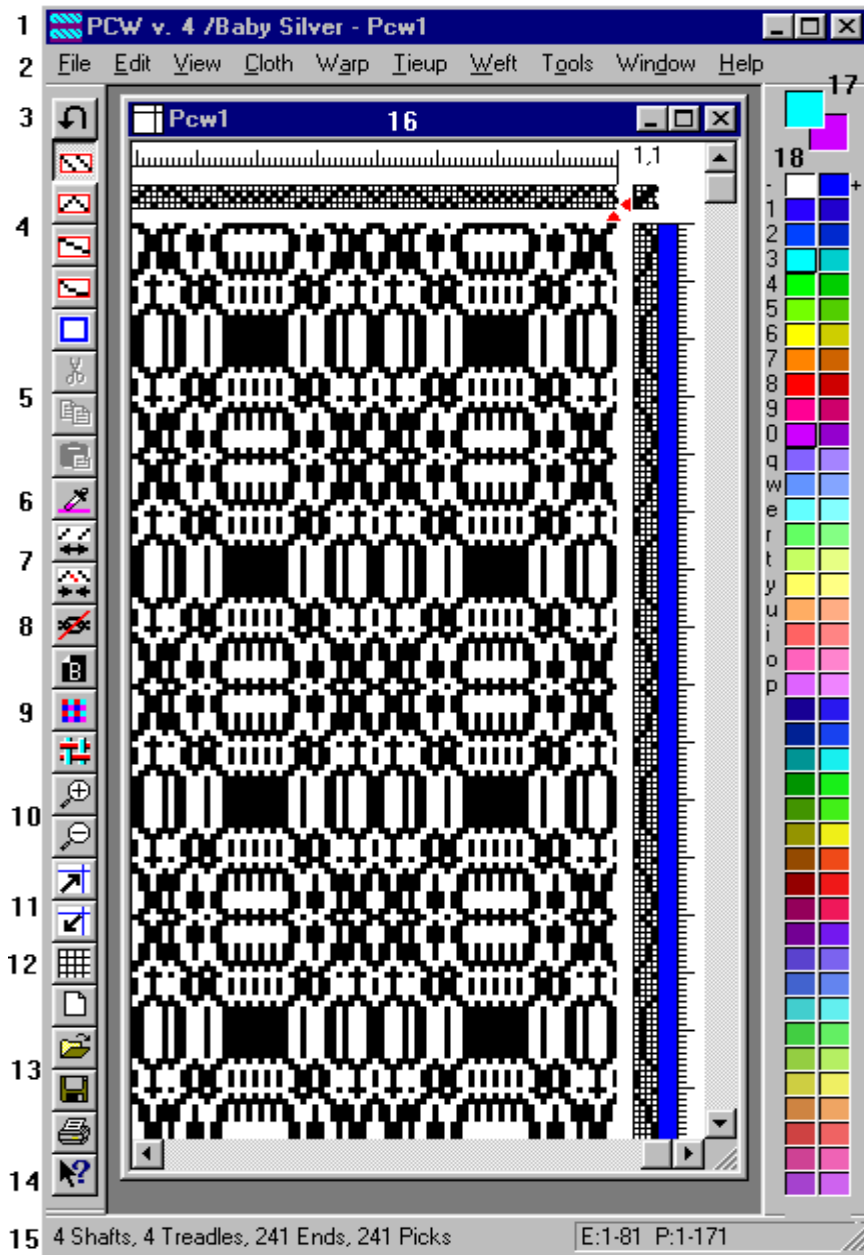 1 PCW v. 4 /Baby Silver - Pcw1
2 File Edit View Cloth Warp Tieup Weft Tools Window Help
17
3 Pcw1 16
1,1
18
- +
1
2
4
3
4
5
6
7
8
5
9
0
q
w
6
e
r
7
t
y
8
u
i
o
B
p
9
10
11
12
13
14
?
15 4 Shafts, 4 Treadles, 241 Ends, 241 Picks E:1-81 P:1-171